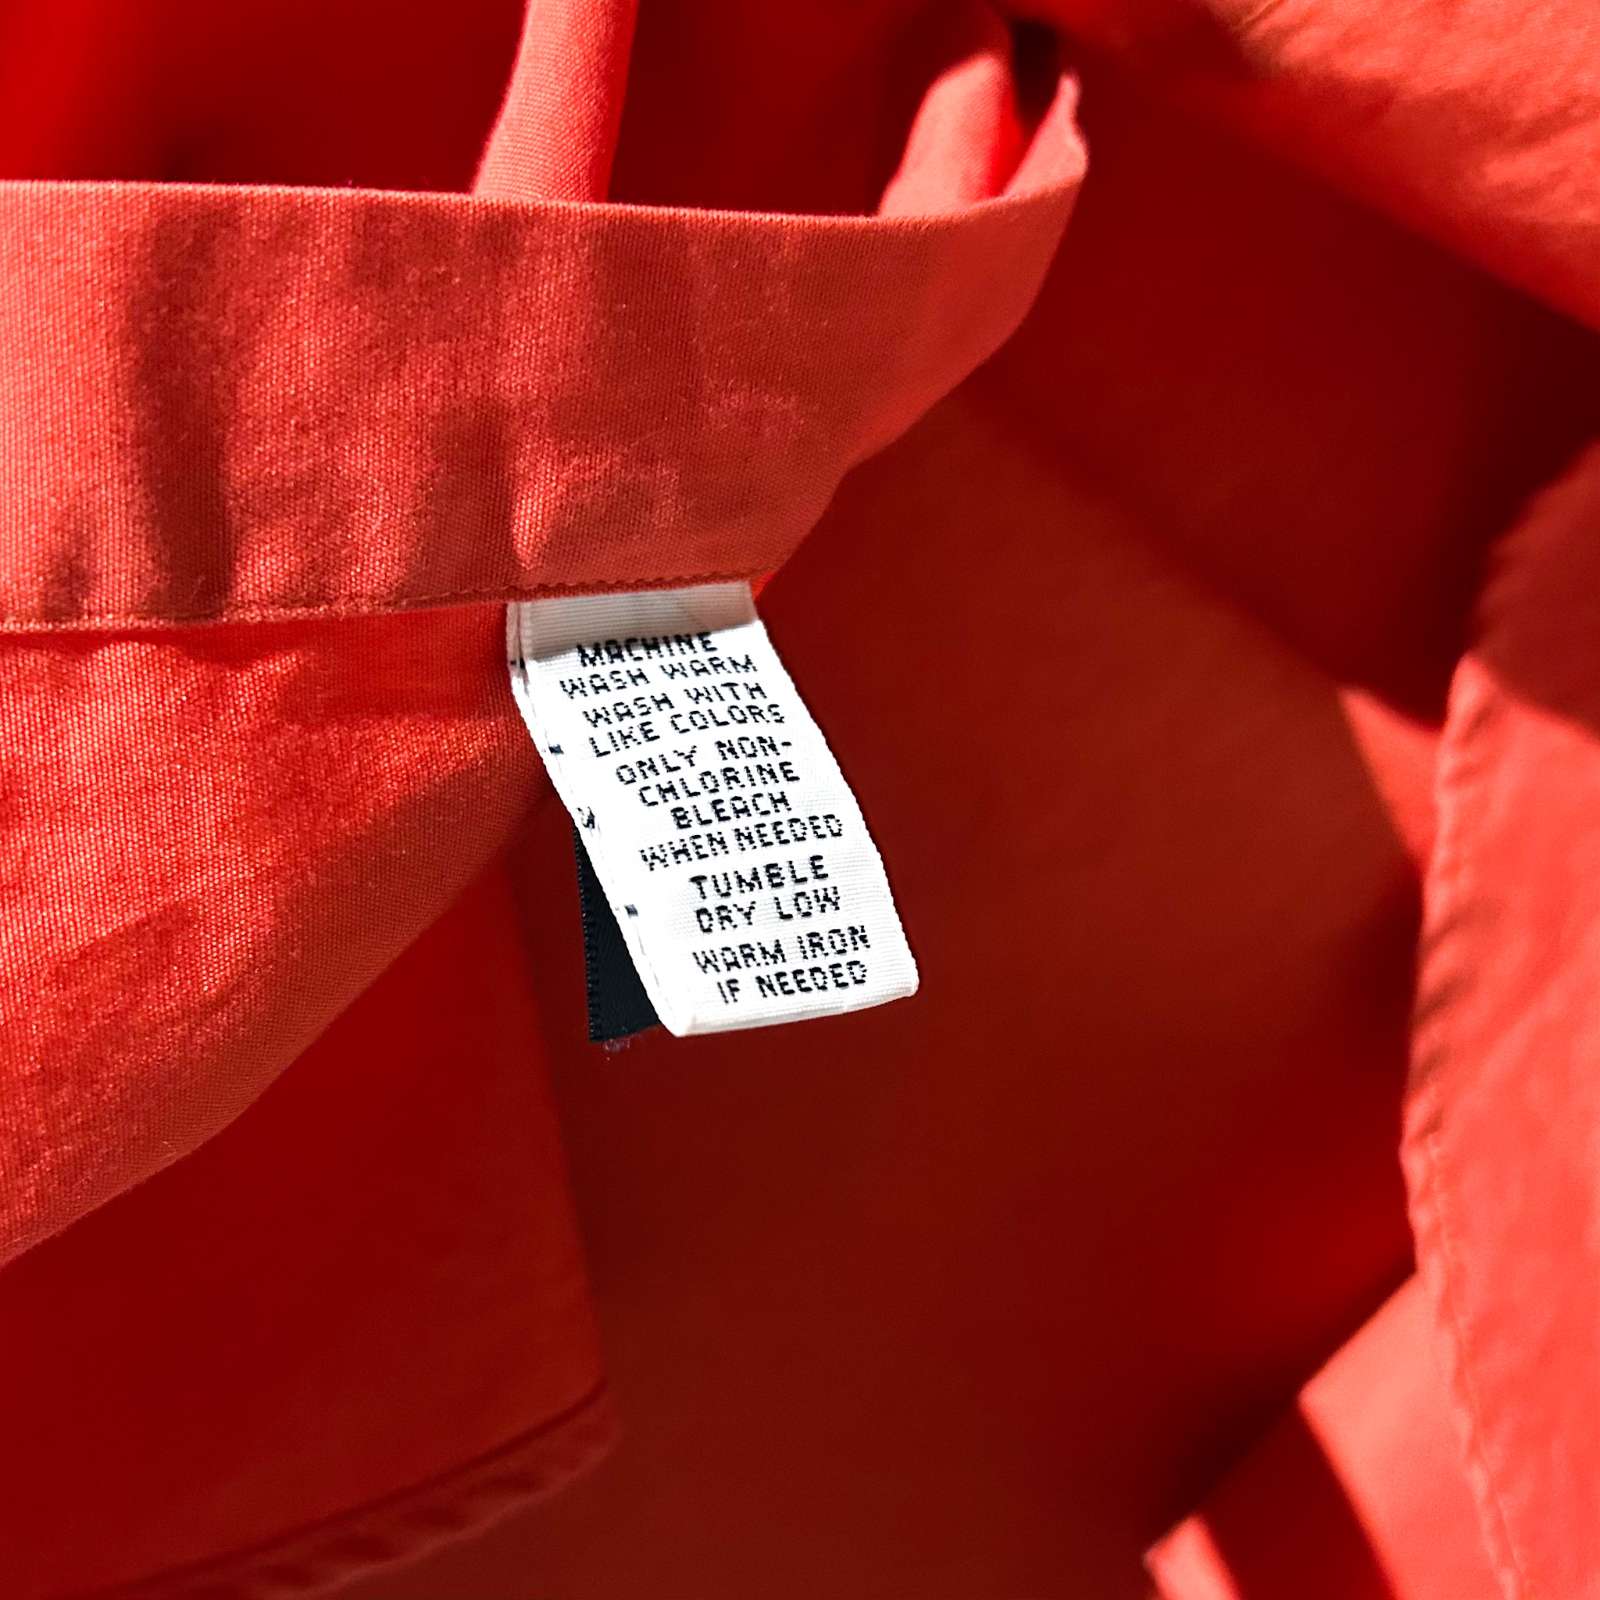 MACHINE
WASH WARM
WASH WITH
LIKE COLORS
ONLY NON-
CHLORINE
BLEACH
WHEN NEEDED
TUMBLE
DRY LOW
WARM IRON
IF NEEDED